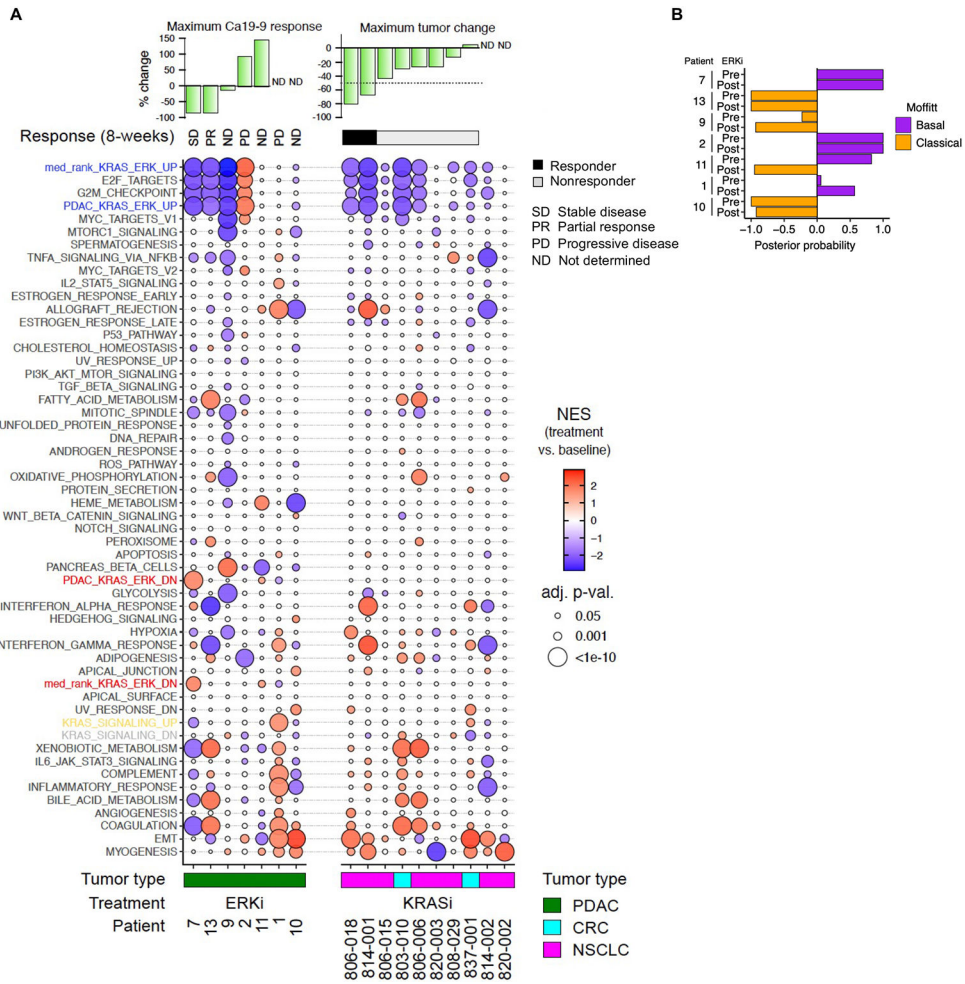 A
B
Maximum Ca19-9 response
Maximum tumor change
% change
150
100
50
0
-50
-100
ND ND
0
-20
-40
-60
-80
-100
ND ND
Response (8-weeks)
SD
PR
ND
PD
ND
PD
ND
Responder
Nonresponder
SD Stable disease
PR Partial response
PD Progressive disease
ND Not determined
med_rank_KRAS_ERK_UP
E2F_TARGETS
G2M_CHECKPOINT
PDAC_KRAS_ERK_UP
MYC_TARGETS_V1
MTORC1_SIGNALING
SPERMATOGENESIS
TNFA_SIGNALING_VIA_NFKB
MYC_TARGETS_V2
IL2_STAT5_SIGNALING
ESTROGEN_RESPONSE_EARLY
ALLOGRAFT_REJECTION
ESTROGEN_RESPONSE_LATE
P53_PATHWAY
CHOLESTEROL_HOMEOSTASIS
UV_RESPONSE_UP
PI3K_AKT_MTOR_SIGNALING
TGF_BETA_SIGNALING
FATTY_ACID_METABOLISM
MITOTIC_SPINDLE
UNFOLDED_PROTEIN_RESPONSE
DNA_REPAIR
ANDROGEN_RESPONSE
ROS_PATHWAY
OXIDATIVE_PHOSPHORYLATION
PROTEIN_SECRETION
HEME_METABOLISM
WNT_BETA_CATENIN_SIGNALING
NOTCH_SIGNALING
PEROXISOME
APOPTOSIS
PANCREAS_BETA_CELLS
PDAC_KRAS_ERK_DN
GLYCOLYSIS
INTERFERON_ALPHA_RESPONSE
HEDGEHOG_SIGNALING
HYPOXIA
NTERFERON_GAMMA_RESPONSE
ADIPOGENESIS
APICAL_JUNCTION
med_rank_KRAS_ERK_DN
APICAL_SURFACE
UV_RESPONSE_DN
KRAS_SIGNALING_UP
KRAS_SIGNALING_DN
XENOBIOTIC_METABOLISM
IL6_JAK_STAT3_SIGNALING
COMPLEMENT
INFLAMMATORY_RESPONSE
BILE_ACID_METABOLISM
ANGIOGENESIS
COAGULATION
EMT
MYOGENESIS
NES
(treatment
vs. baseline)
2
1
0
−1
−2
adj. p-val.
0.05
0.001
<1e-10
Tumor type
Treatment
ERKi
KRASi
Patient
7
13
9
2
11
1
10
806-018
814-001
806-015
803-010
806-006
820-003
808-029
837-001
814-002
820-002
Tumor type
PDAC
CRC
NSCLC
Patient ERKi
7
Pre
Post
13
Pre
Post
9
Pre
Post
2
Pre
Post
11
Pre
Post
1
Pre
Post
10
Pre
Post
−1.0 −0.5 0.0 0.5 1.0
Posterior probability
Moffitt
Basal
Classical